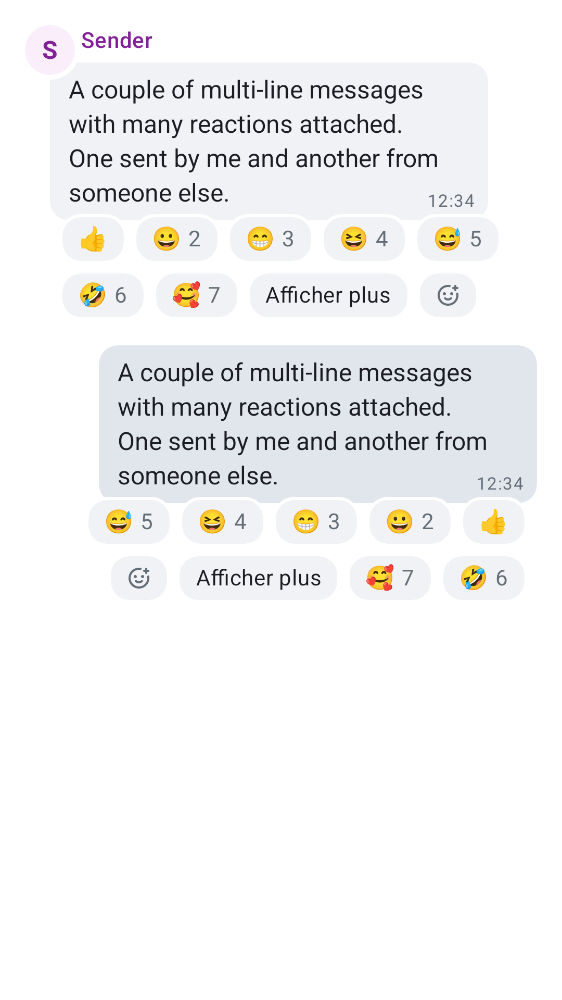 S
Sender
A couple of multi-line messages
with many reactions attached.
One sent by me and another from
someone else.
12:34
👍 😀 2 😁 3 😆 4 😅 5
🤣 6 🥰 7 Afficher plus
A couple of multi-line messages
with many reactions attached.
One sent by me and another from
someone else.
12:34
😅 5 😆 4 😁 3 😀 2 👍
Afficher plus 🥰 7 🤣 6